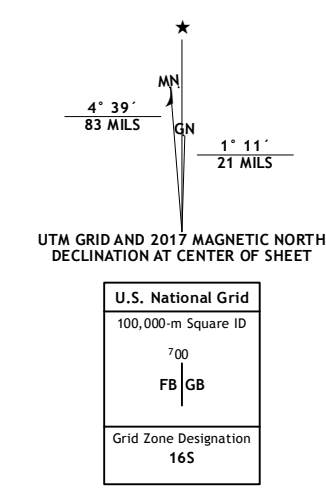 ★
MN
4° 39´
83 MILS
GN
1° 11´
21 MILS
UTM GRID AND 2017 MAGNETIC NORTH
DECLINATION AT CENTER OF SHEET
U.S. National Grid
100,000-m Square ID
⁷00
FB GB
Grid Zone Designation
16S